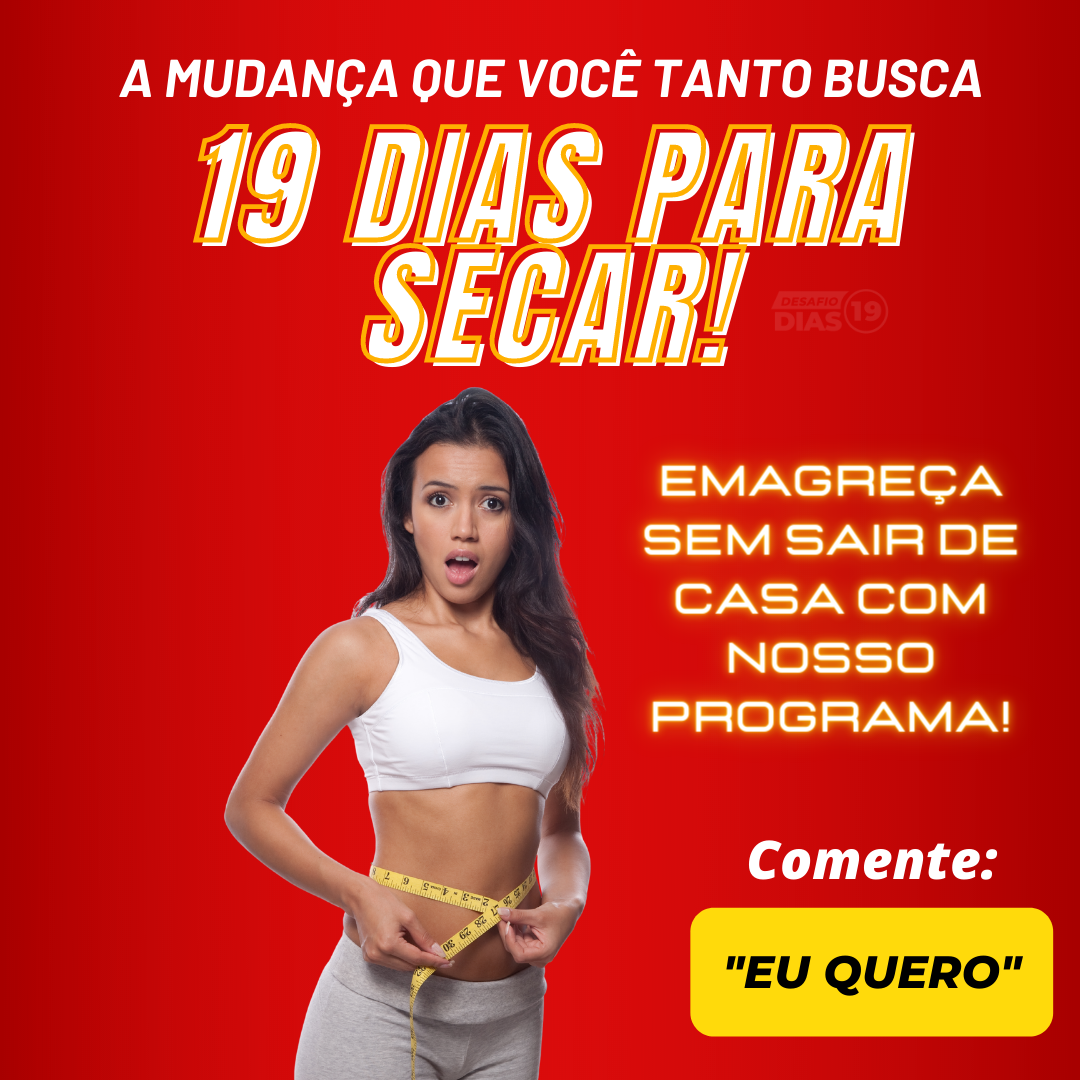 A MUDANÇA QUE VOCÊ TANTO BUSCA
19 DIAS PARA
SECAR!
DESAFIO
DIAS 19
EMAGREÇA
SEM SAIR DE
CASA COM
NOSSO
PROGRAMA!
Comente:
"EU QUERO"